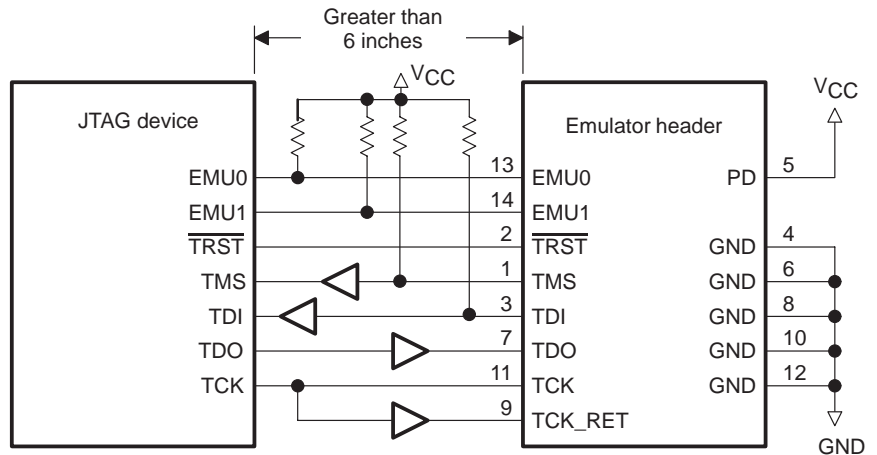 Greater than
6 inches
VCC
VCC
JTAG device
Emulator header
EMU0 13 EMU0 PD 5
EMU1 14 EMU1
TRST 2 TRST GND 4
TMS 1 TMS GND 6
TDI 3 TDI GND 8
TDO 7 TDO GND 10
TCK 11 TCK GND 12
9 TCK_RET
GND